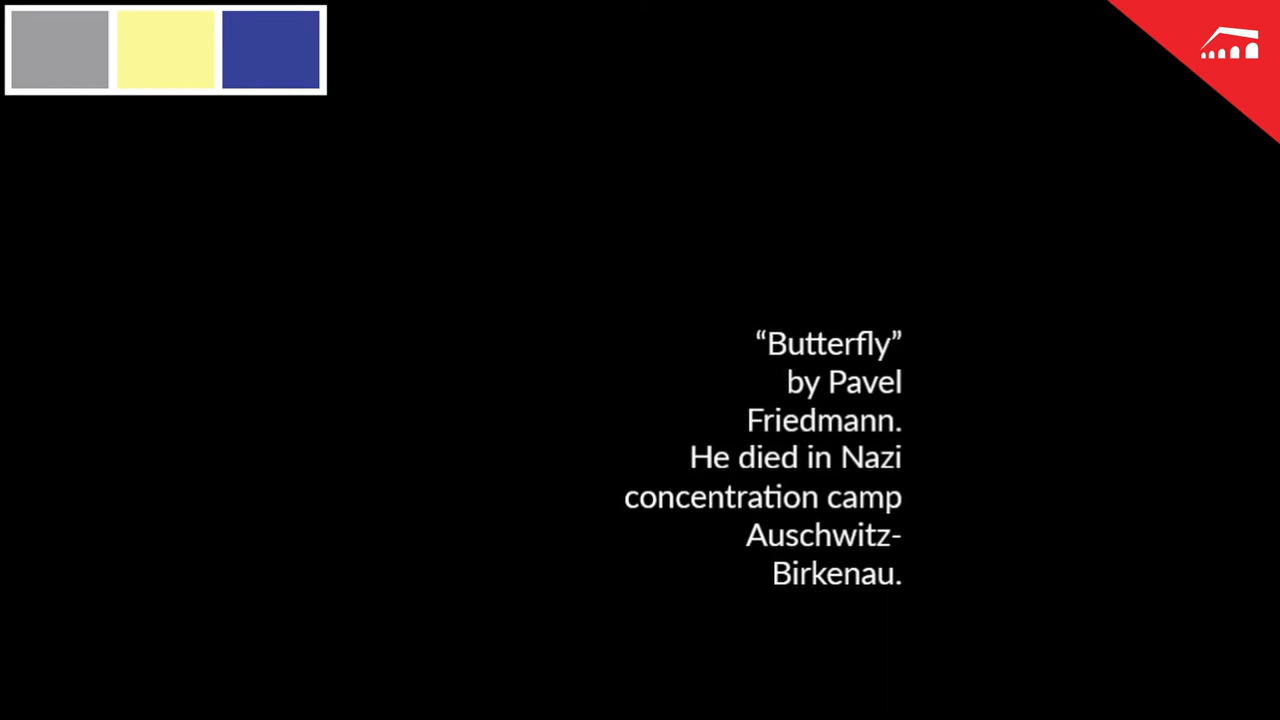 “Butterfly”
by Pavel
Friedmann.
He died in Nazi
concentration camp
Auschwitz-
Birkenau.